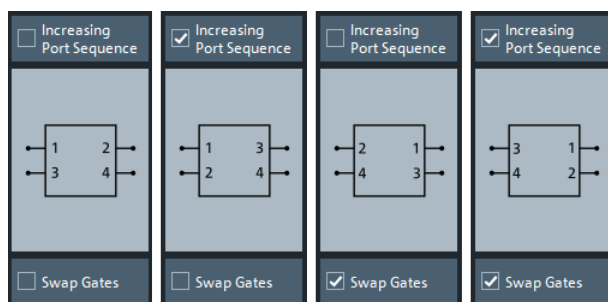 Increasing
Port Sequence
1 2
3 4
Swap Gates
Increasing
Port Sequence
1 3
2 4
Swap Gates
Increasing
Port Sequence
2 1
4 3
Swap Gates
Increasing
Port Sequence
3 1
4 2
Swap Gates